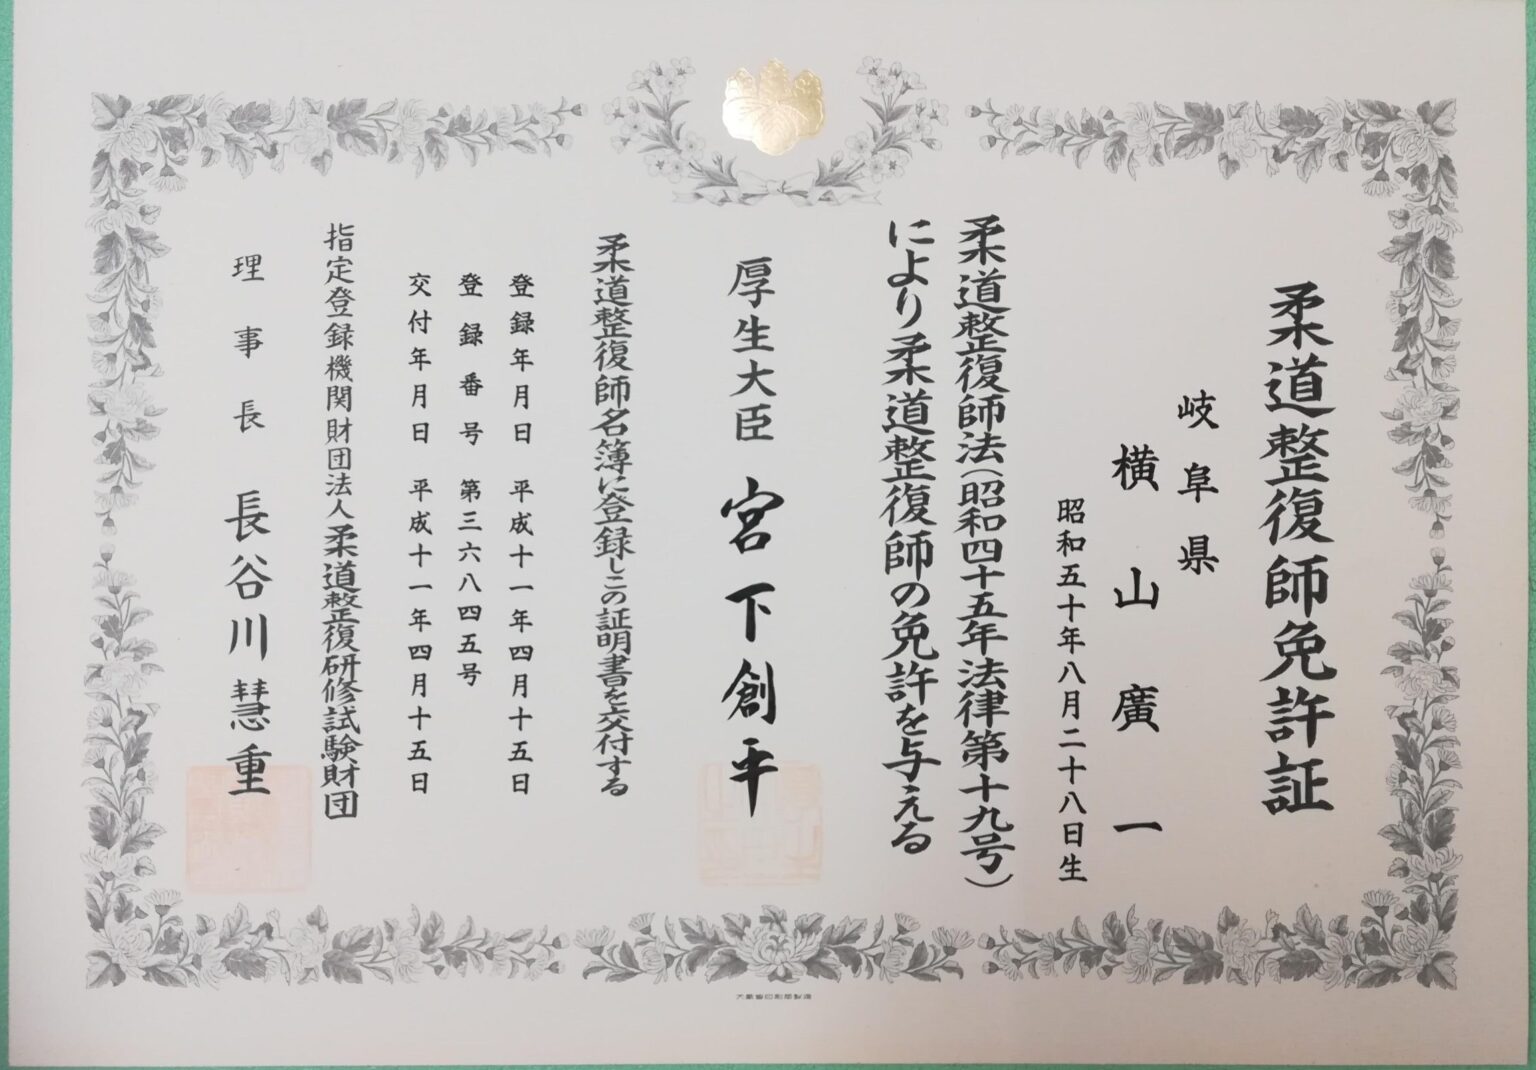 柔道整復師免許証
岐阜県
横山廣一
昭和五十年八月二十八日生
柔道整復師法(昭和四十五年法律第十九号)
により柔道整復師の免許を与える
厚生大臣 宮下創平
柔道整復師名簿に登録しこの証明書を交付する
登録年月日 平成十一年四月十五日
登録番号 第三六八四五号
交付年月日 平成十一年四月十五日
指定登録機関財団法人柔道整復研修試験財団
理事長 長谷川慧重
大蔵省印刷局製造